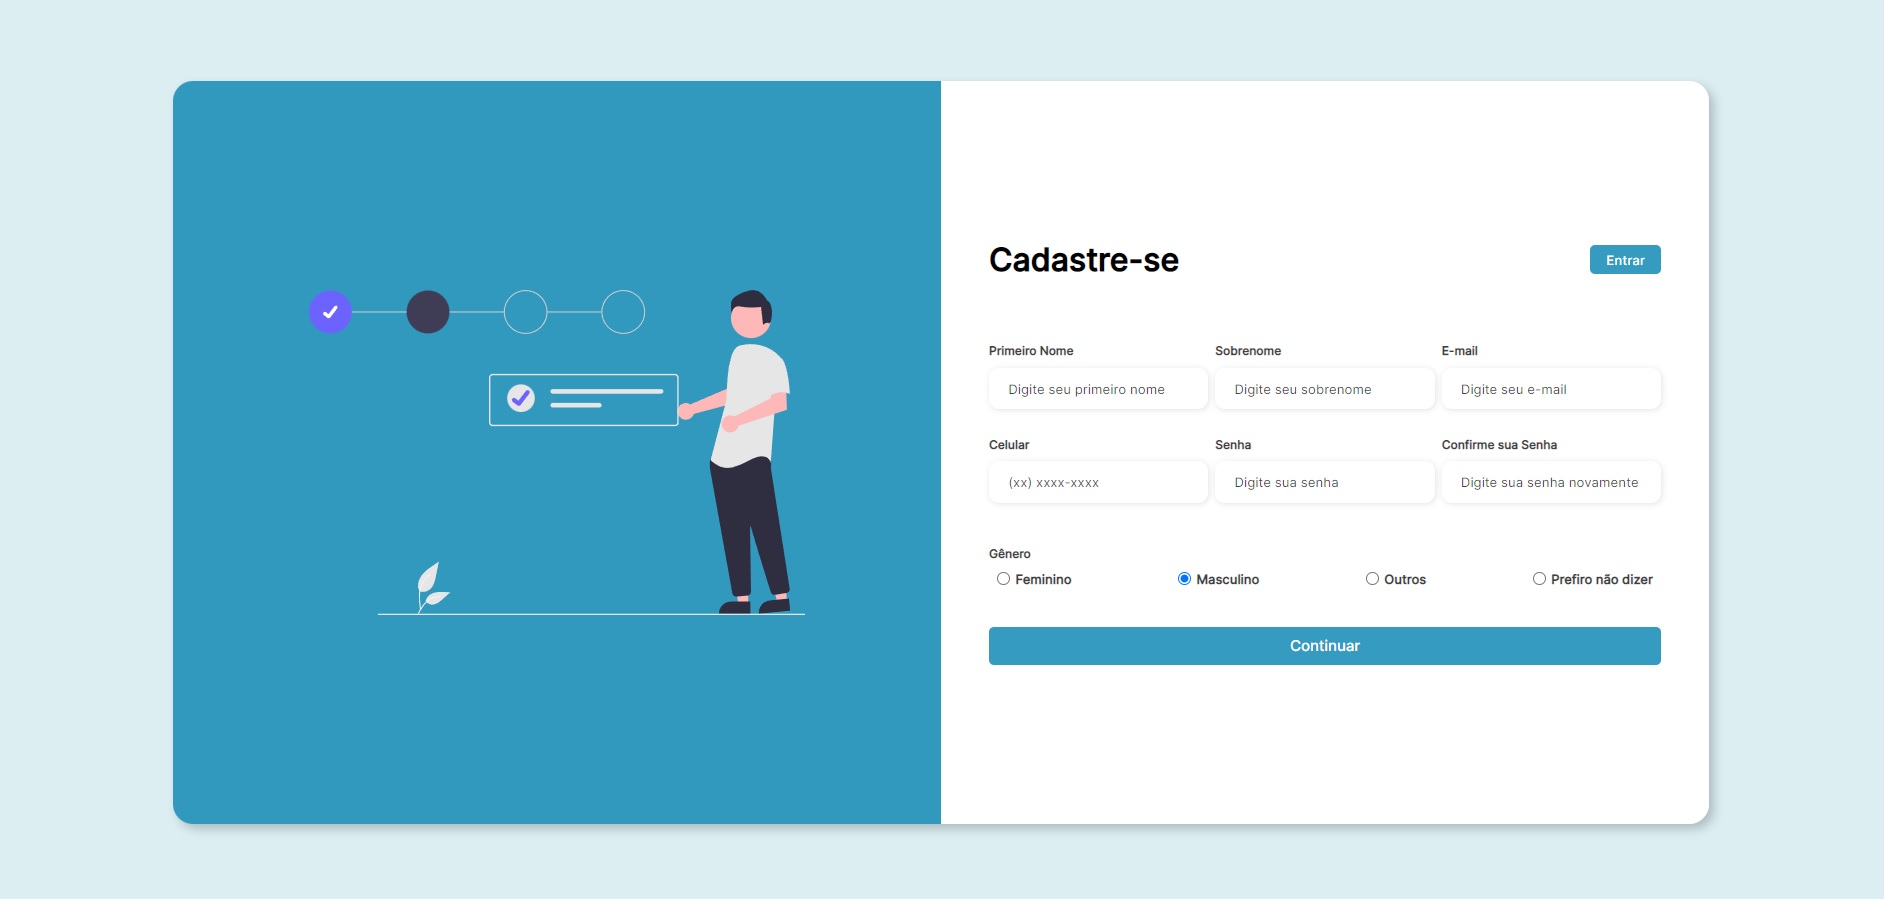 Cadastre-se
Entrar
Primeiro Nome Sobrenome E-mail
Digite seu primeiro nome Digite seu sobrenome Digite seu e-mail
Celular Senha Confirme sua Senha
(xx) xxxx-xxxx Digite sua senha Digite sua senha novamente
Gênero
Feminino Masculino Outros Prefiro não dizer
Continuar